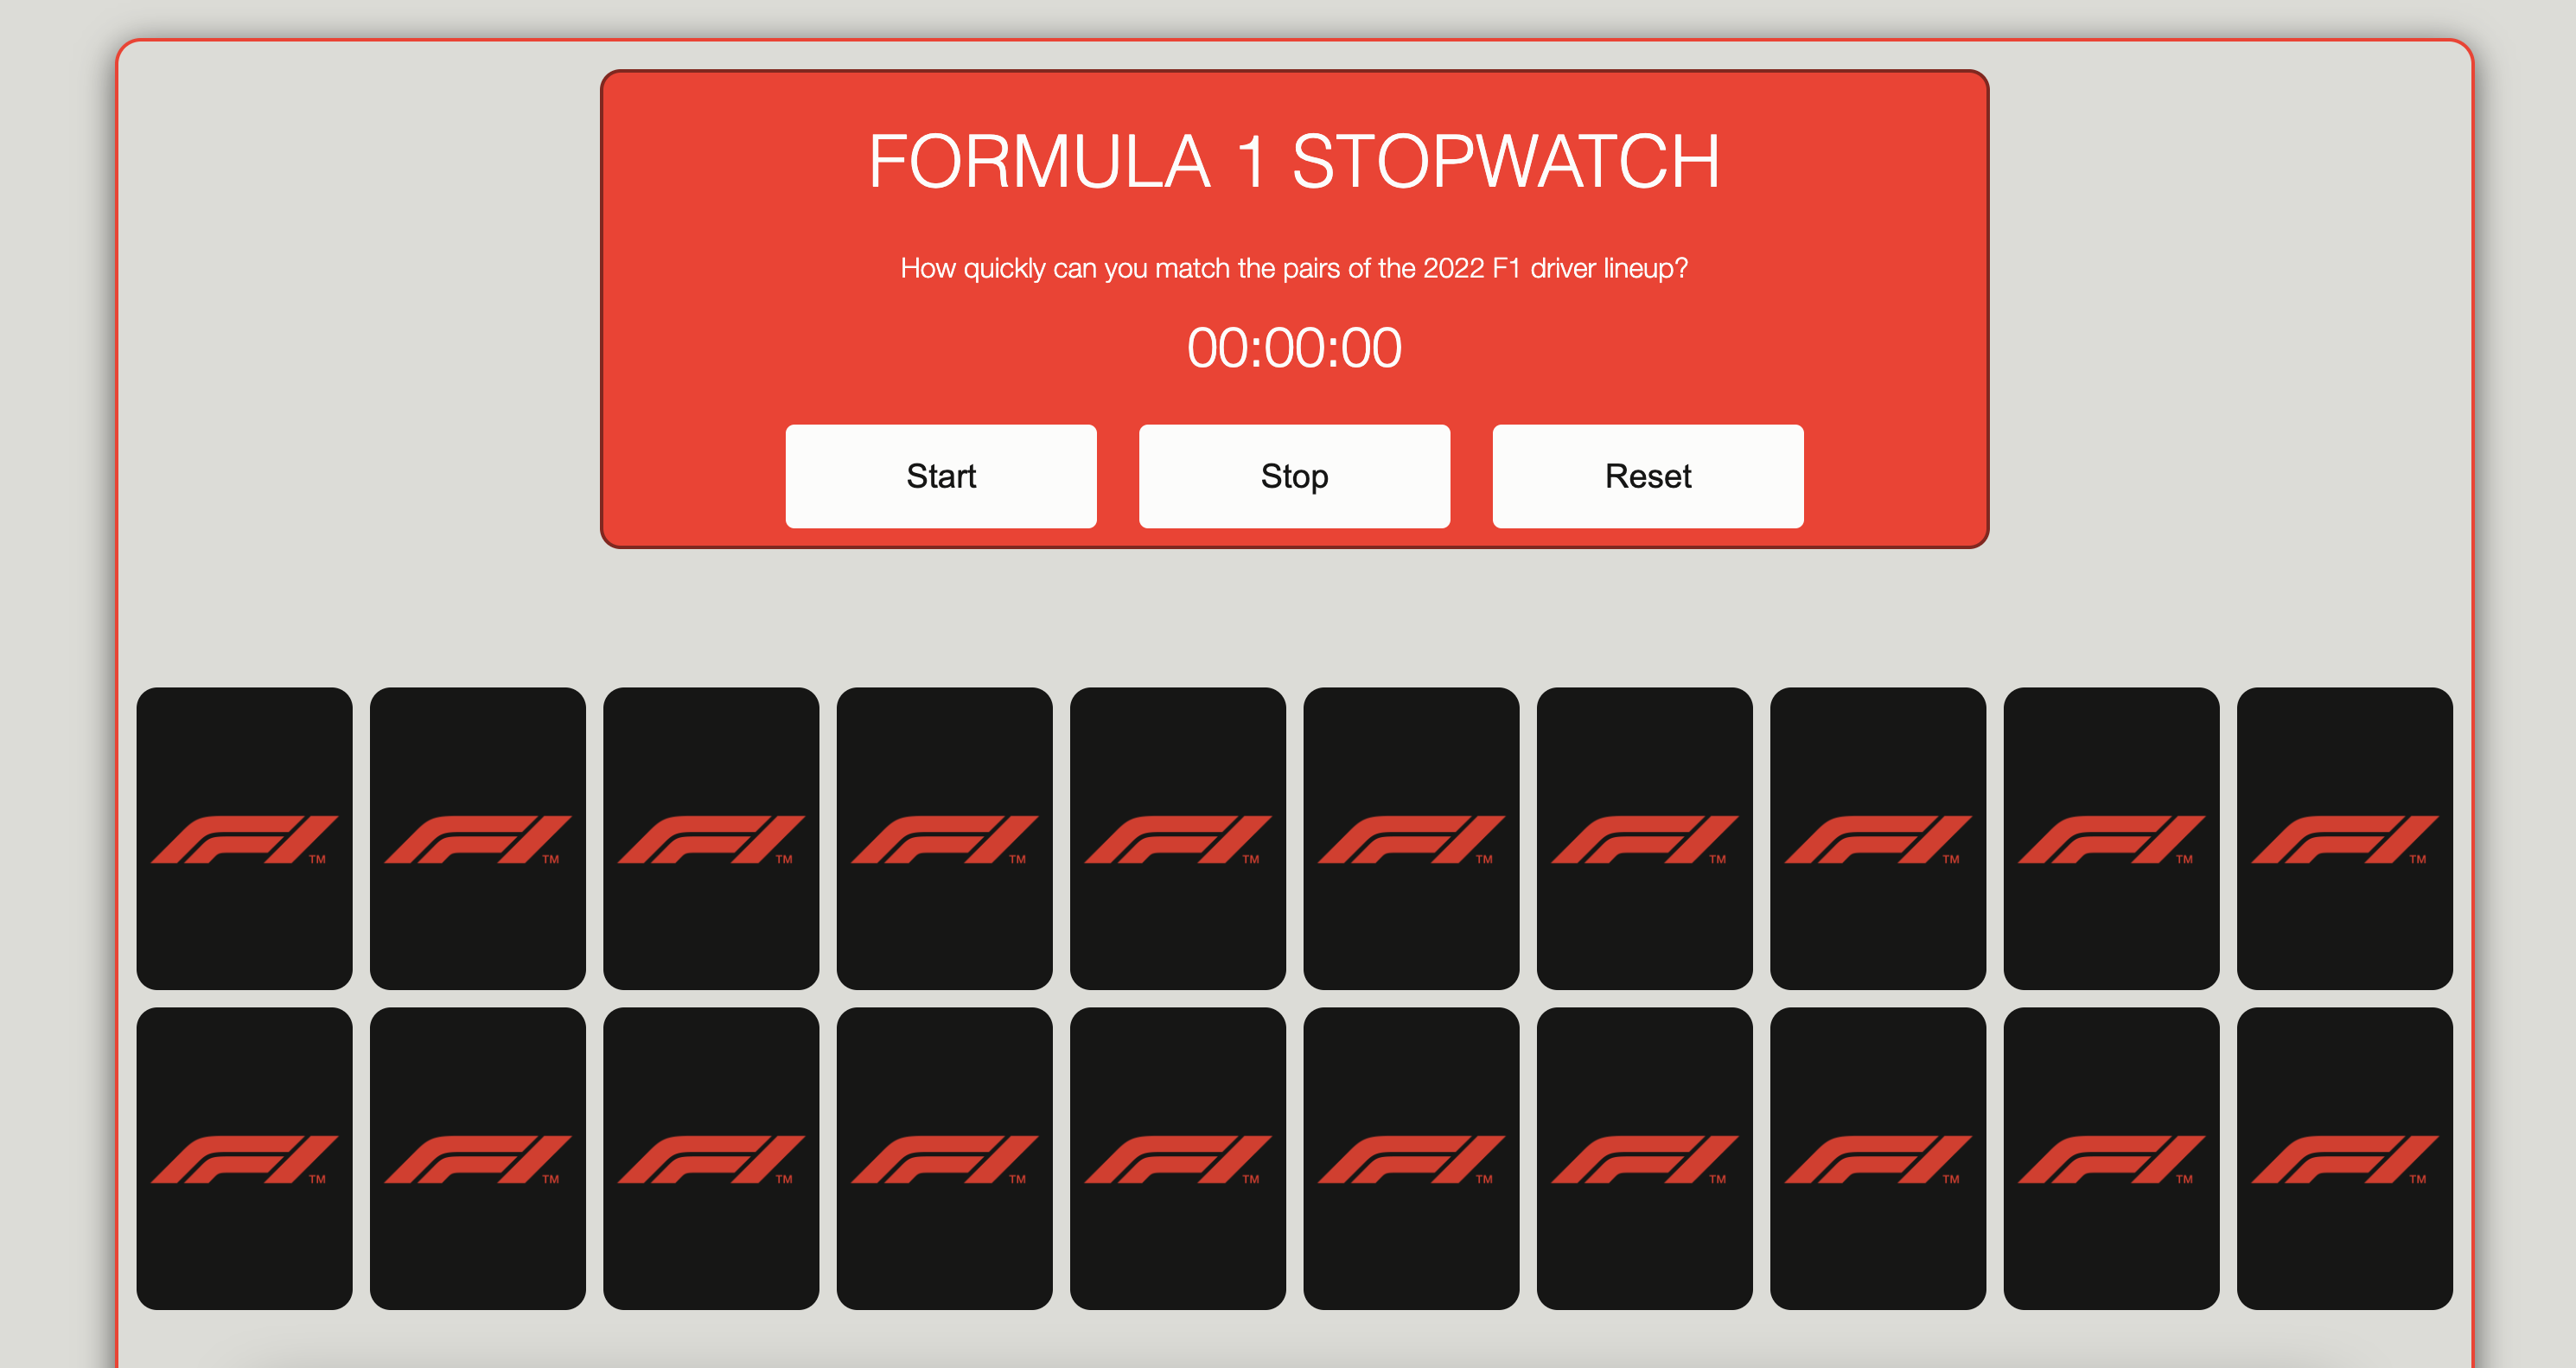 FORMULA 1 STOPWATCH
How quickly can you match the pairs of the 2022 F1 driver lineup?
00:00:00
Start Stop Reset
F1 TM F1 TM F1 TM F1 TM F1 TM F1 TM F1 TM F1 TM F1 TM F1 TM
F1 TM F1 TM F1 TM F1 TM F1 TM F1 TM F1 TM F1 TM F1 TM F1 TM